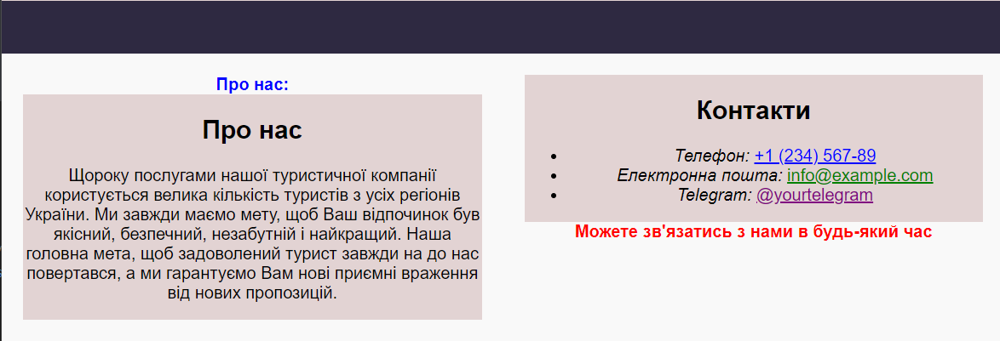 Про нас:
Про нас
Щороку послугами нашої туристичної компанії
користується велика кількість туристів з усіх регіонів
України. Ми завжди маємо мету, щоб Ваш відпочинок був
якісний, безпечний, незабутній і найкращий. Наша
головна мета, щоб задоволений турист завжди на до нас
повертався, а ми гарантуємо Вам нові приємні враження
від нових пропозицій.
Контакти
Телефон: +1 (234) 567-89
Електронна пошта: info@example.com
Telegram: @yourtelegram
Можете зв'язатись з нами в будь-який час